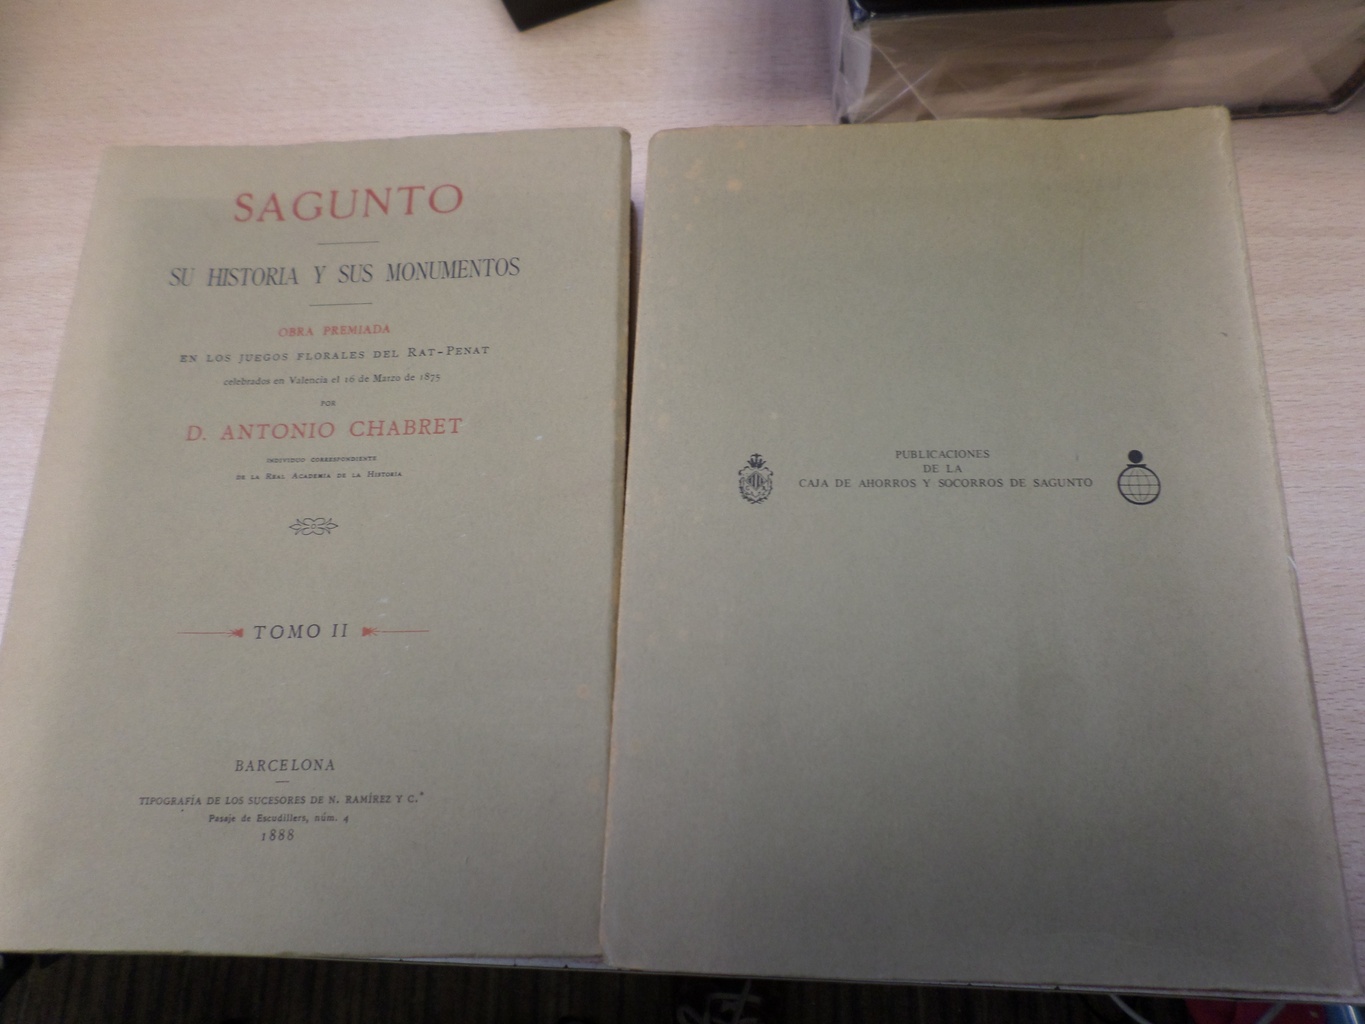 SAGUNTO
SU HISTORIA Y SUS MONUMENTOS
OBRA PREMIADA
EN LOS JUEGOS FLORALES DEL RAT-PENAT
celebrados en Valencia el 16 de Marzo de 1875
POR
D. ANTONIO CHABRET
INDIVIDUO CORRESPONDIENTE
DE LA REAL ACADEMIA DE LA HISTORIA
TOMO II
BARCELONA
TIPOGRAFÍA DE LOS SUCESORES DE N. RAMÍREZ Y C.ª
Pasaje de Escudillers, núm. 4
1888
PUBLICACIONES
DE LA
CAJA DE AHORROS Y SOCORROS DE SAGUNTO